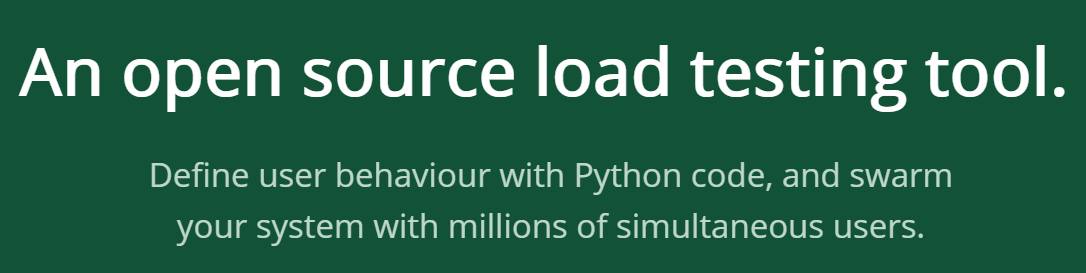 An open source load testing tool.
Define user behaviour with Python code, and swarm
your system with millions of simultaneous users.